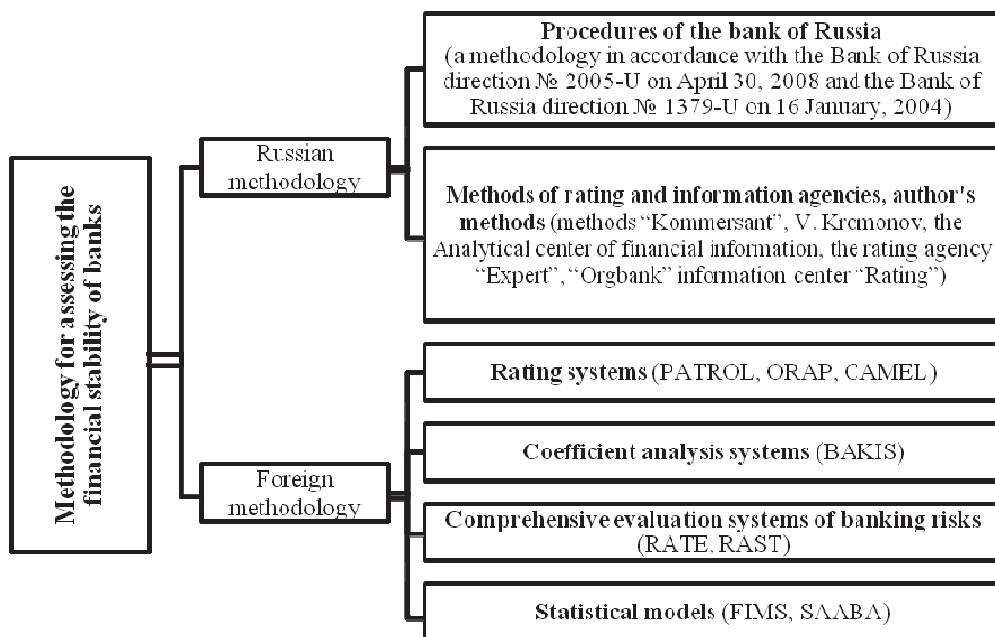 Methodology for assessing the
financial stability of banks
Russian
methodology
Procedures of the bank of Russia
(a methodology in accordance with the Bank of Russia
direction № 2005-U on April 30, 2008 and the Bank of
Russia direction № 1379-U on 16 January, 2004)
Methods of rating and information agencies, author's
methods (methods “Kommersant”, V. Kromonov, the
Analytical center of financial information, the rating agency
“Expert”, “Orgbank” information center “Rating”)
Foreign
methodology
Rating systems (PATROL, ORAP, CAMEL)
Coefficient analysis systems (BAKIS)
Comprehensive evaluation systems of banking risks
(RATE, RAST)
Statistical models (FIMS, SAABA)